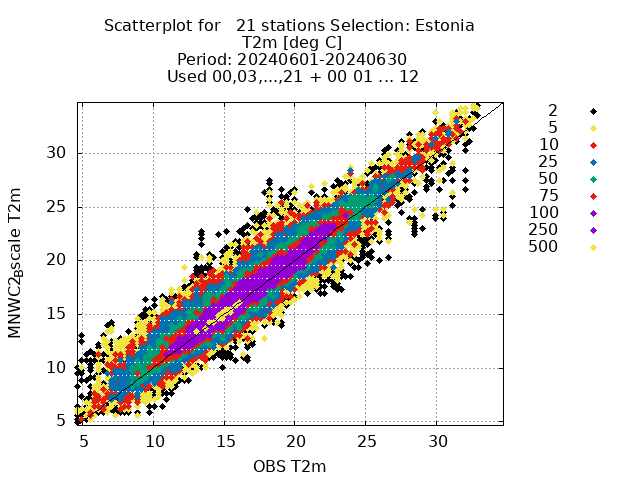 Scatterplot for   21 stations Selection: Estonia
T2m [deg C]
Period: 20240601-20240630
Used 00,03,...,21 + 00 01 ... 12
2
5
10
25
50
75
100
250
500
MNWC2Bscale T2m
30
25
20
15
10
5
5 10 15 20 25 30
OBS T2m